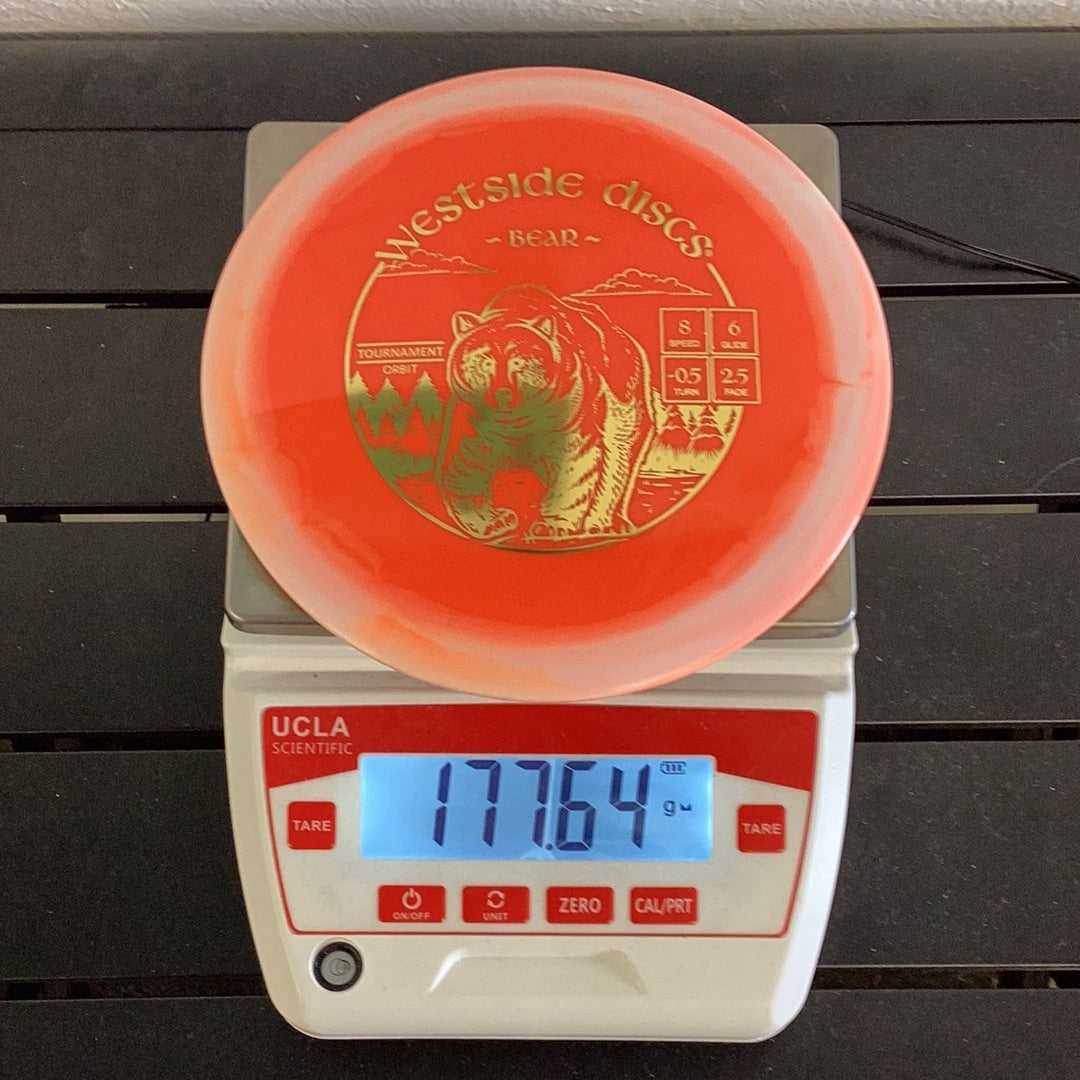 Westside discs
~ BEAR ~
8 6
SPEED GLIDE
TOURNAMENT
ORBIT
-0.5 2.5
TURN FADE
UCLA
SCIENTIFIC
177.64 g
TARE
TARE
ON/OFF
UNIT
ZERO
CAL/PRT